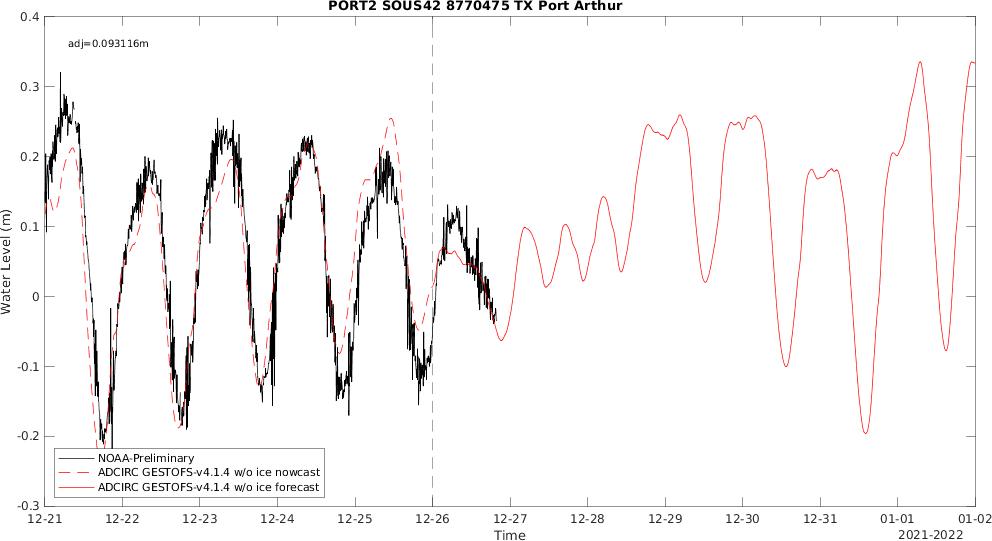 PORT2 SOUS42 8770475 TX Port Arthur
adj=0.093116m
Water Level (m)
0.4
0.3
0.2
0.1
0
-0.1
-0.2
-0.3
NOAA-Preliminary
ADCIRC GESTOFS-v4.1.4 w/o ice nowcast
ADCIRC GESTOFS-v4.1.4 w/o ice forecast
12-21 12-22 12-23 12-24 12-25 12-26 12-27 12-28 12-29 12-30 12-31 01-01 01-02
Time
2021-2022